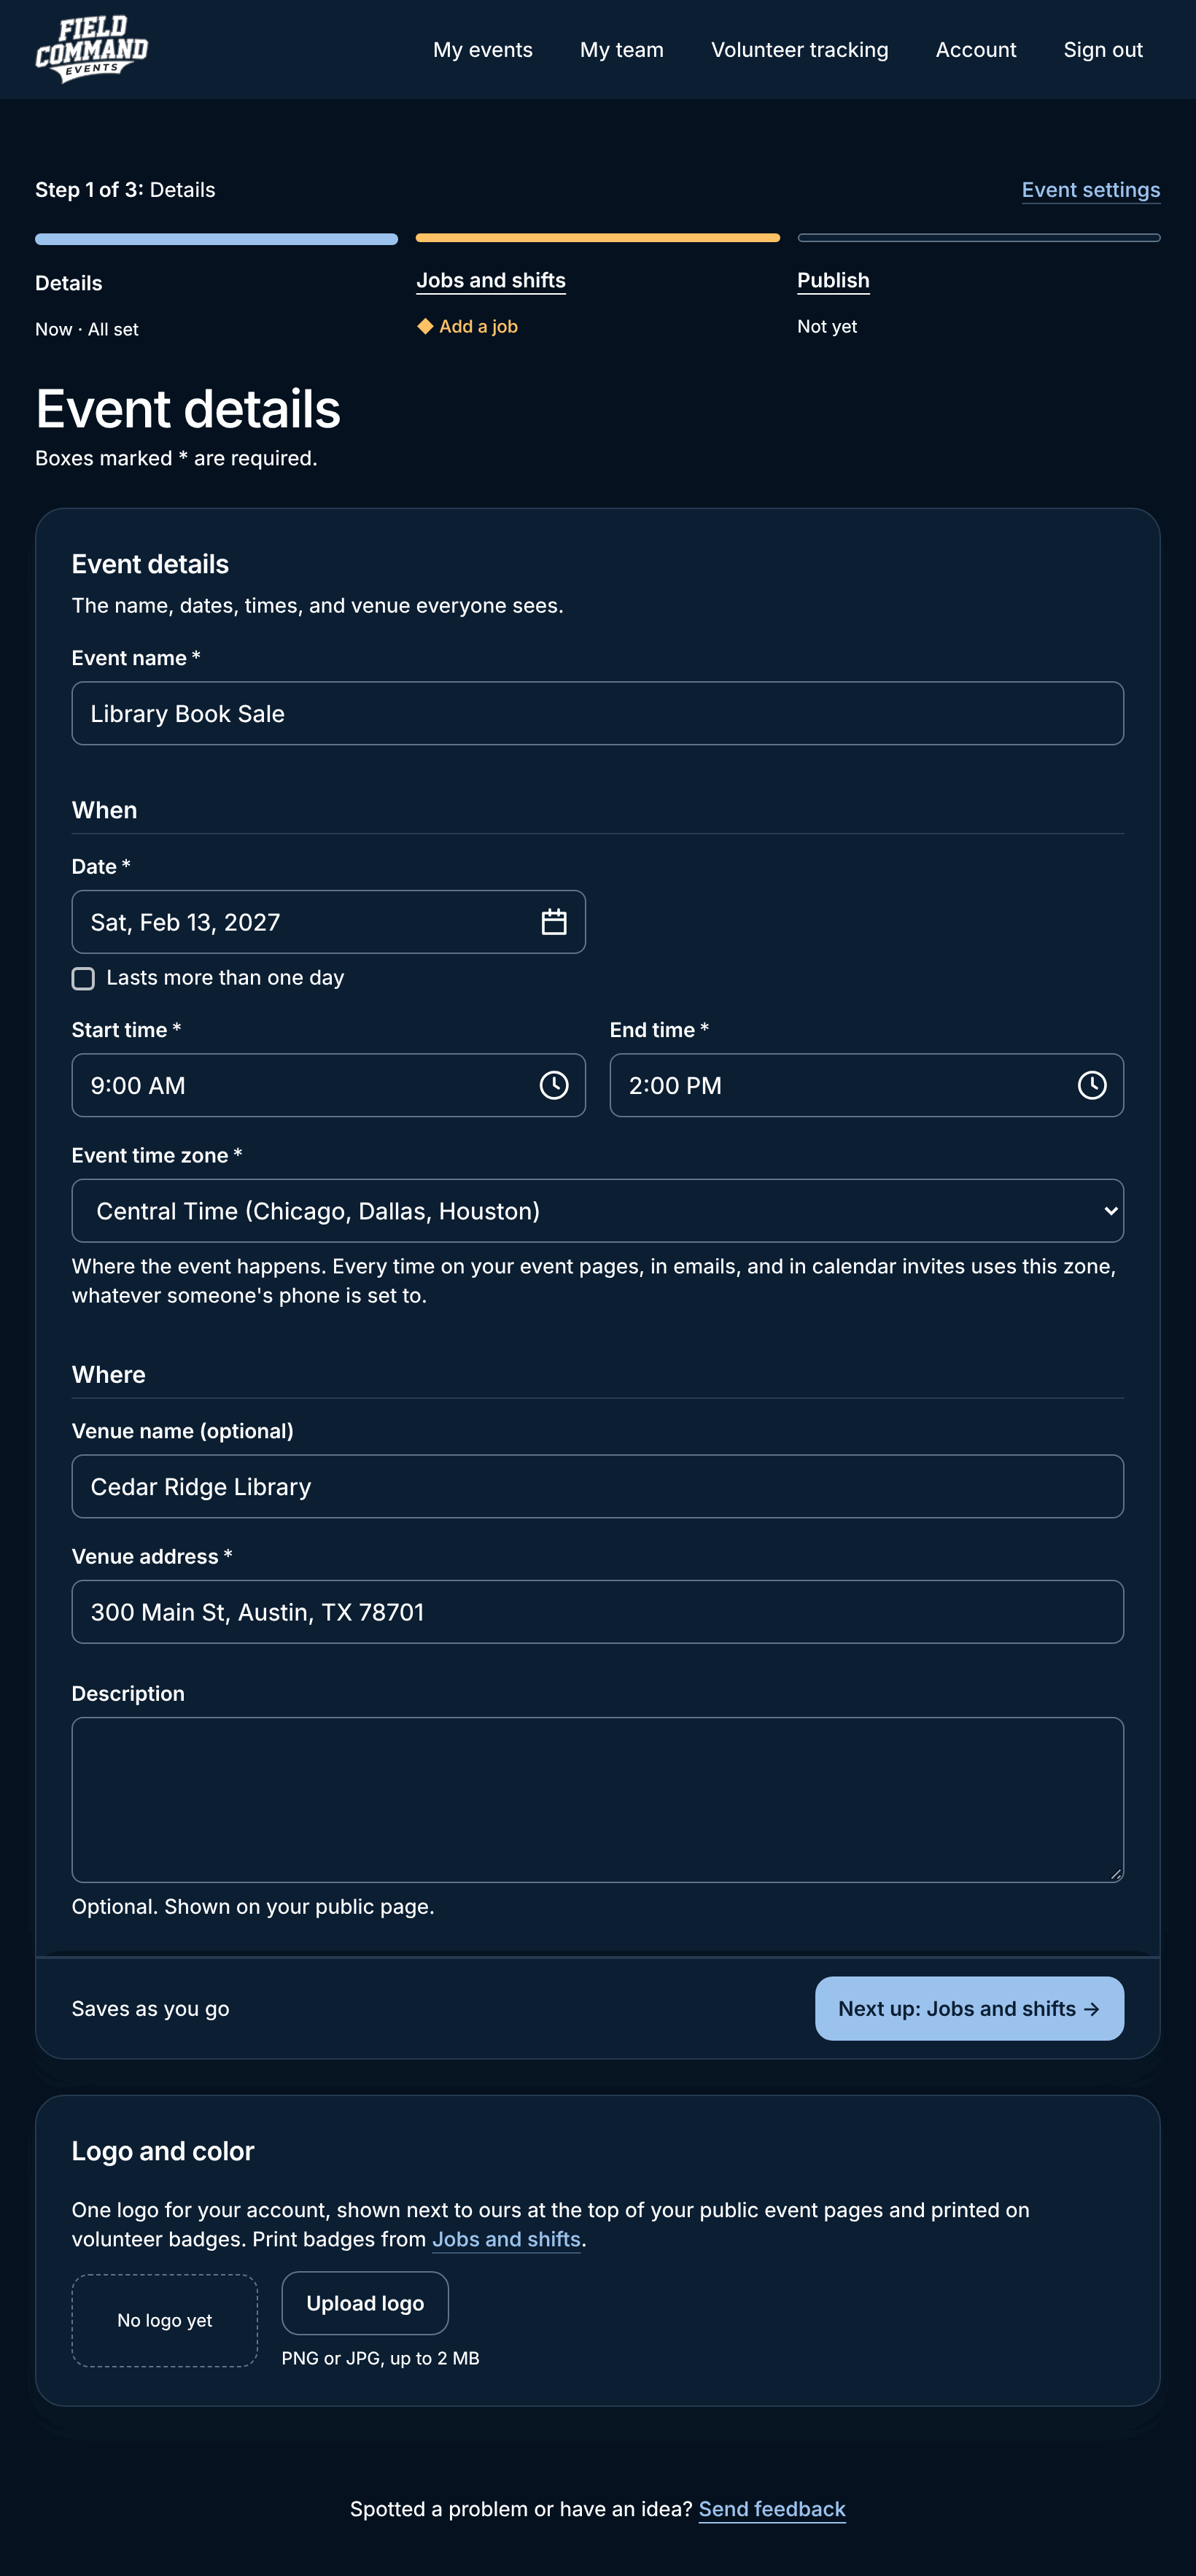 FIELD
COMMAND
EVENTS
My events
My team
Volunteer tracking
Account
Sign out
Step 1 of 3: Details
Event settings
Details
Jobs and shifts
Publish
Now · All set
◆ Add a job
Not yet
Event details
Boxes marked * are required.
Event details
The name, dates, times, and venue everyone sees.
Event name *
Library Book Sale
When
Date *
Sat, Feb 13, 2027
Lasts more than one day
Start time *
End time *
9:00 AM
2:00 PM
Event time zone *
Central Time (Chicago, Dallas, Houston)
Where the event happens. Every time on your event pages, in emails, and in calendar invites uses this zone,
whatever someone's phone is set to.
Where
Venue name (optional)
Cedar Ridge Library
Venue address *
300 Main St, Austin, TX 78701
Description
Optional. Shown on your public page.
Saves as you go
Next up: Jobs and shifts →
Logo and color
One logo for your account, shown next to ours at the top of your public event pages and printed on
volunteer badges. Print badges from Jobs and shifts.
No logo yet
Upload logo
PNG or JPG, up to 2 MB
Spotted a problem or have an idea? Send feedback